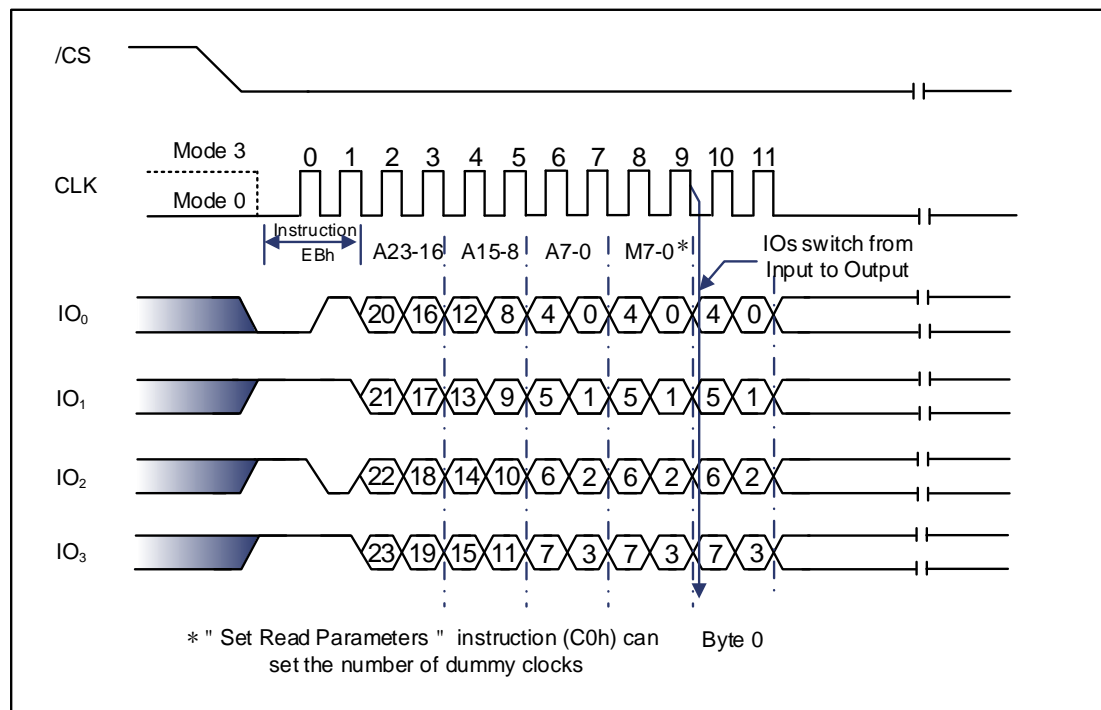 /CS
Mode 3
0 1 2 3 4 5 6 7 8 9 10 11
CLK
Mode 0
Instruction
EBh
A23-16 A15-8 A7-0 M7-0*
IOs switch from
Input to Output
IO₀ 20 16 12 8 4 0 4 0 4 0
IO₁ 21 17 13 9 5 1 5 1 5 1
IO₂ 22 18 14 10 6 2 6 2 6 2
IO₃ 23 19 15 11 7 3 7 3 7 3
* " Set Read Parameters " instruction (C0h) can
set the number of dummy clocks
Byte 0